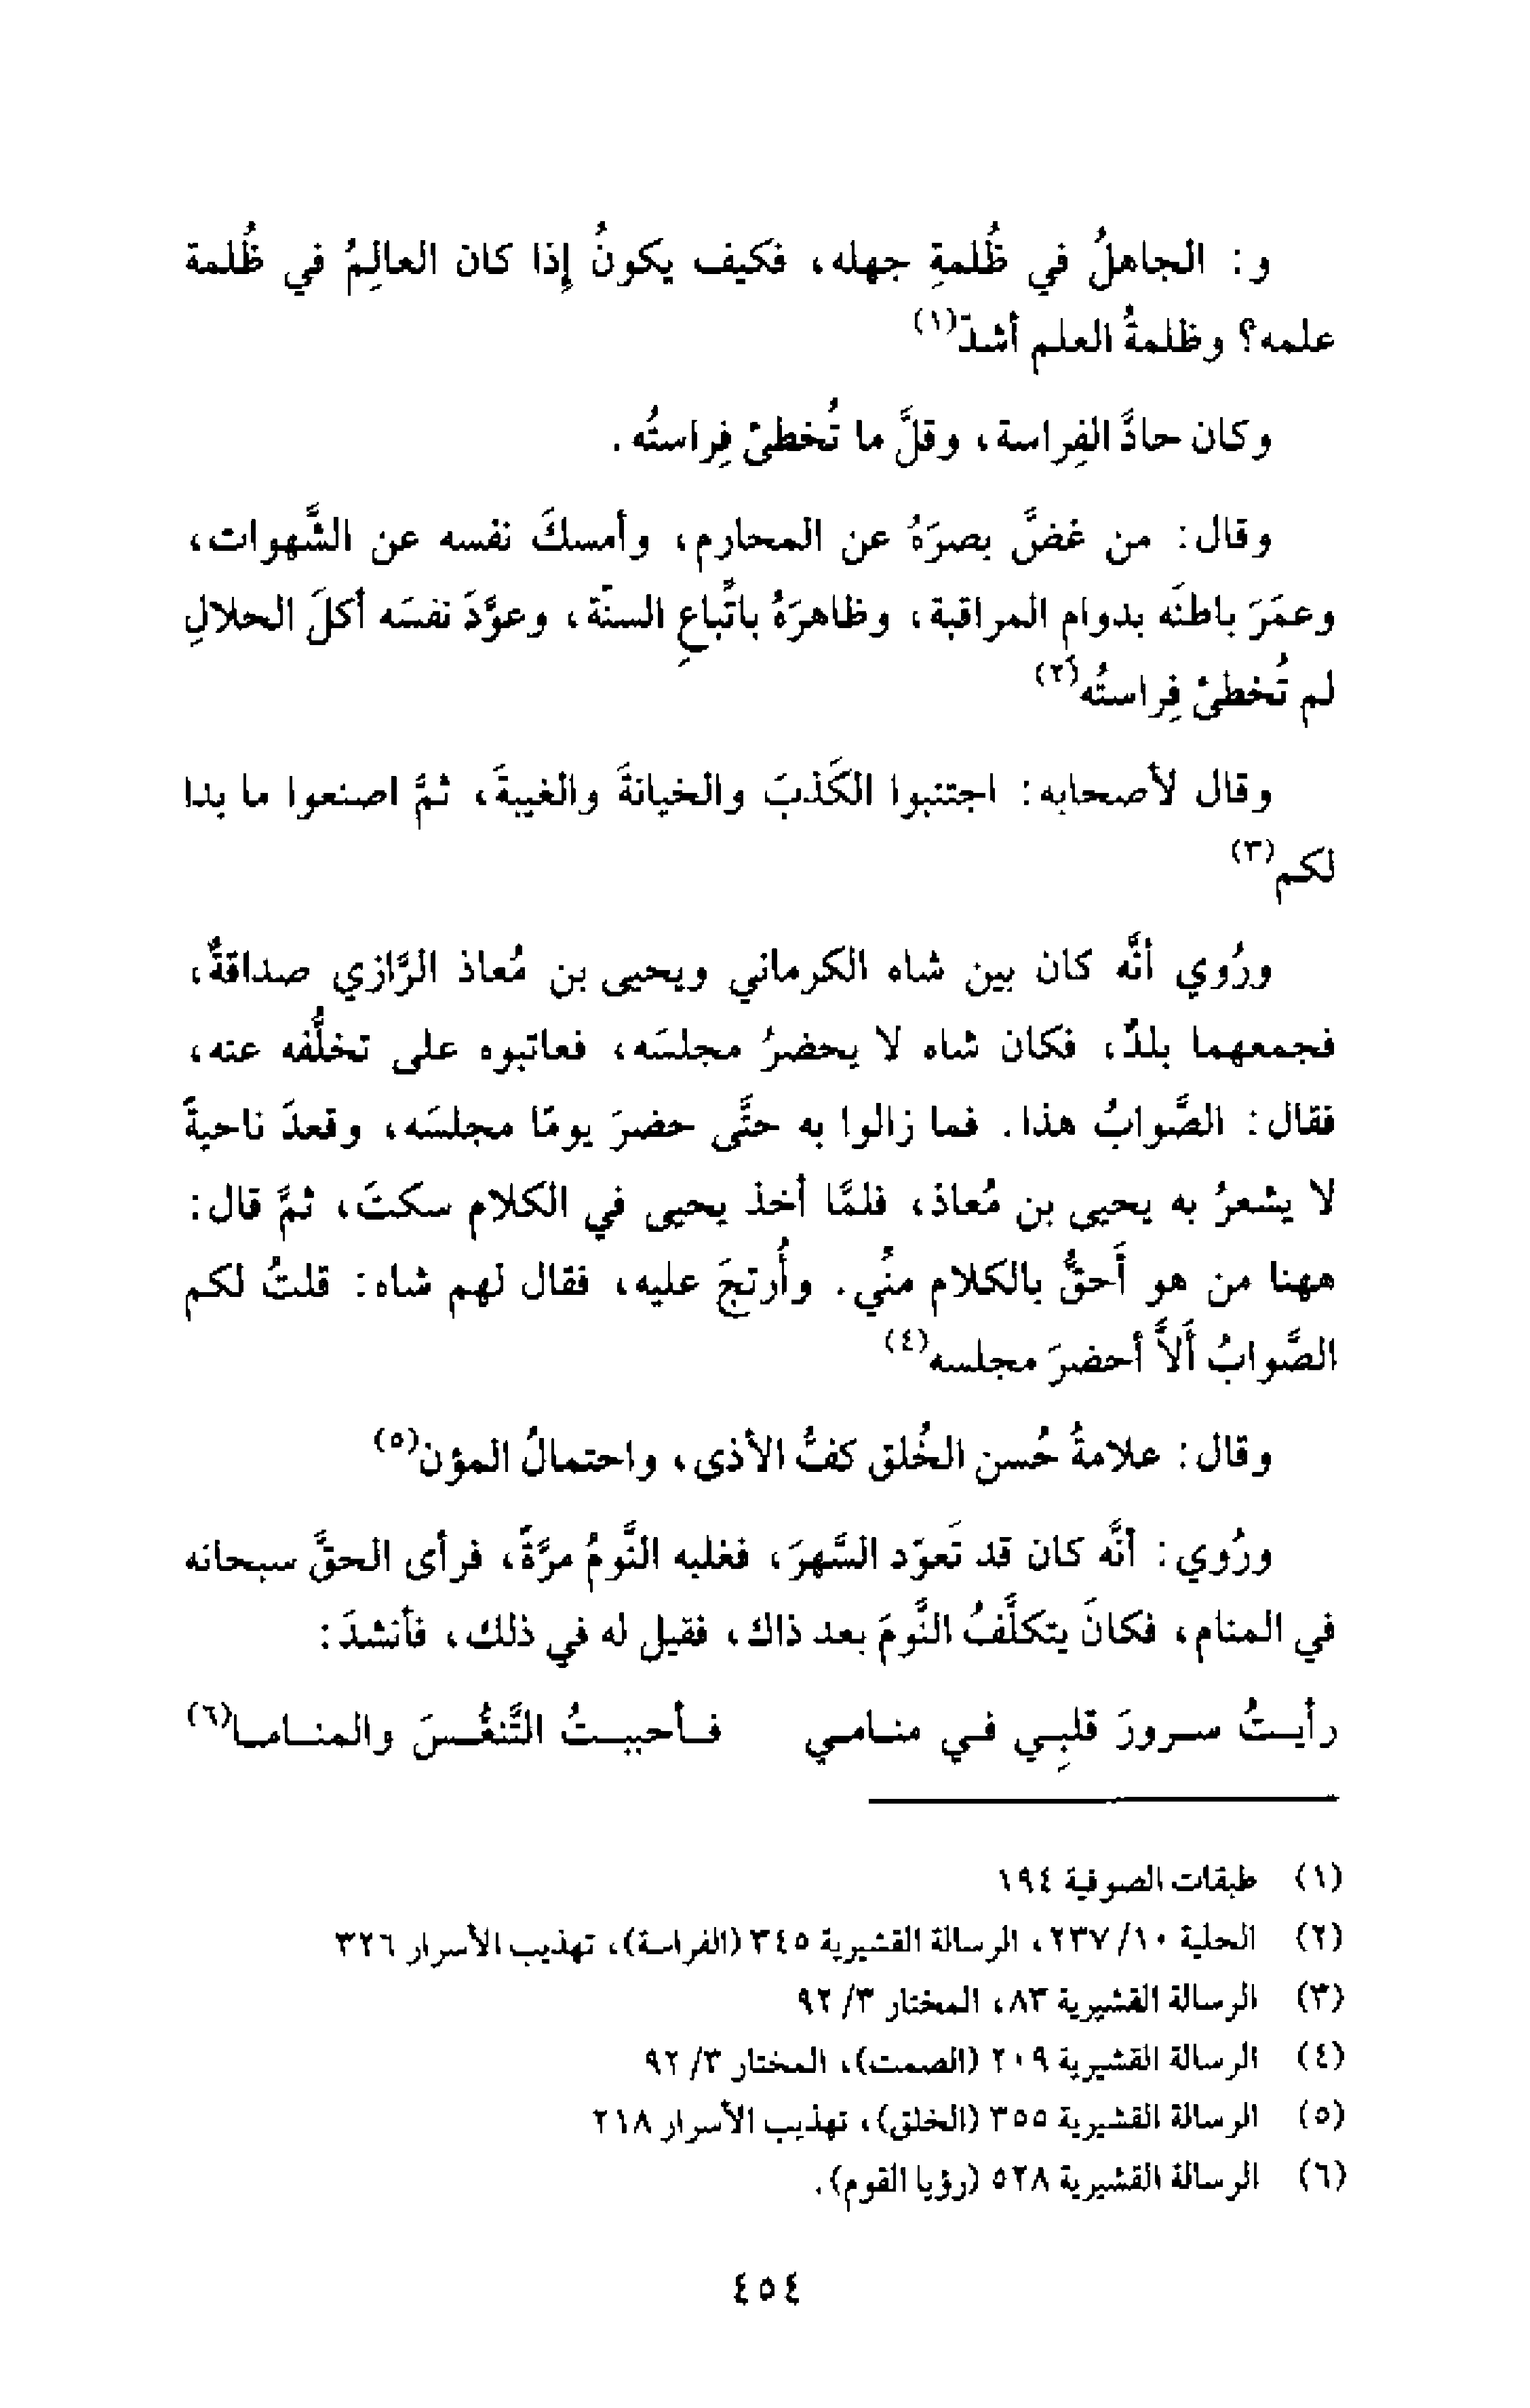 و: الجاهلُ في ظُلمةِ جهله، فكيف يكونُ إذا كان العالِمُ في ظُلمة
علمه؟ وظلمةُ العلم أشدّ(١)
وكان حادَّ الفِراسة، وقلَّ ما تُخطئ فِراستُه.
وقال: من غضَّ بصرَهُ عن المحارم، وأمسكَ نفسه عن الشَّهوات،
وعمَرَ باطنَه بدوام المراقبة، وظاهرَهُ باتِّباعِ السنّة، وعوَّدَ نفسَه أكلَ الحلالِ
لم تُخطئ فِراستُه(٢)
وقال لأصحابه: اجتنبوا الكَذبَ والخيانةَ والغيبةَ، ثمَّ اصنعوا ما بدا
لكم(٣)
ورُوي أنَّه كان بين شاه الكرماني ويحيى بن مُعاذ الرَّازي صداقةٌ،
فجمعهما بلدٌ، فكان شاه لا يحضرُ مجلسَه، فعاتبوه على تخلُّفه عنه،
فقال: الصَّوابُ هذا. فما زالوا به حتَّى حضرَ يومًا مجلسَه، وقعدَ ناحيةً
لا يشعرُ به يحيى بن مُعاذ، فلمَّا أخذ يحيى في الكلام سكتَ، ثمَّ قال:
ههنا من هو أَحقُّ بالكلام منُي. وأُرتجَ عليه، فقال لهم شاه: قلتُ لكم
الصَّوابُ أَلاَّ أحضرَ مجلسه(٤)
وقال: علامةُ حُسن الخُلق كفُّ الأذى، واحتمالُ المؤن(٥)
ورُوي: أنَّه كان قد تَعوّد السَّهرَ، فغلبه النَّومُ مرَّةً، فرأى الحقَّ سبحانه
في المنام، فكانَ يتكلَّفُ النَّومَ بعد ذاك، فقيل له في ذلك، فأنشدَ:
رأيتُ سرورَ قلبِي في منامي فأحببتُ التَّنعُّسَ والمناما(٦)
(١) طبقات الصوفية ١٩٤
(٢) الحلية ١٠/ ٢٣٧، الرسالة القشيرية ٣٤٥ (الفراسة)، تهذيب الأسرار ٣٢٦
(٣) الرسالة القشيرية ٨٣، المختار ٣/ ٩٢
(٤) الرسالة القشيرية ٢٠٩ (الصمت)، المختار ٣/ ٩٢
(٥) الرسالة القشيرية ٣٥٥ (الخلق)، تهذيب الأسرار ٢١٨
(٦) الرسالة القشيرية ٥٢٨ (رؤيا القوم).
٤٥٤